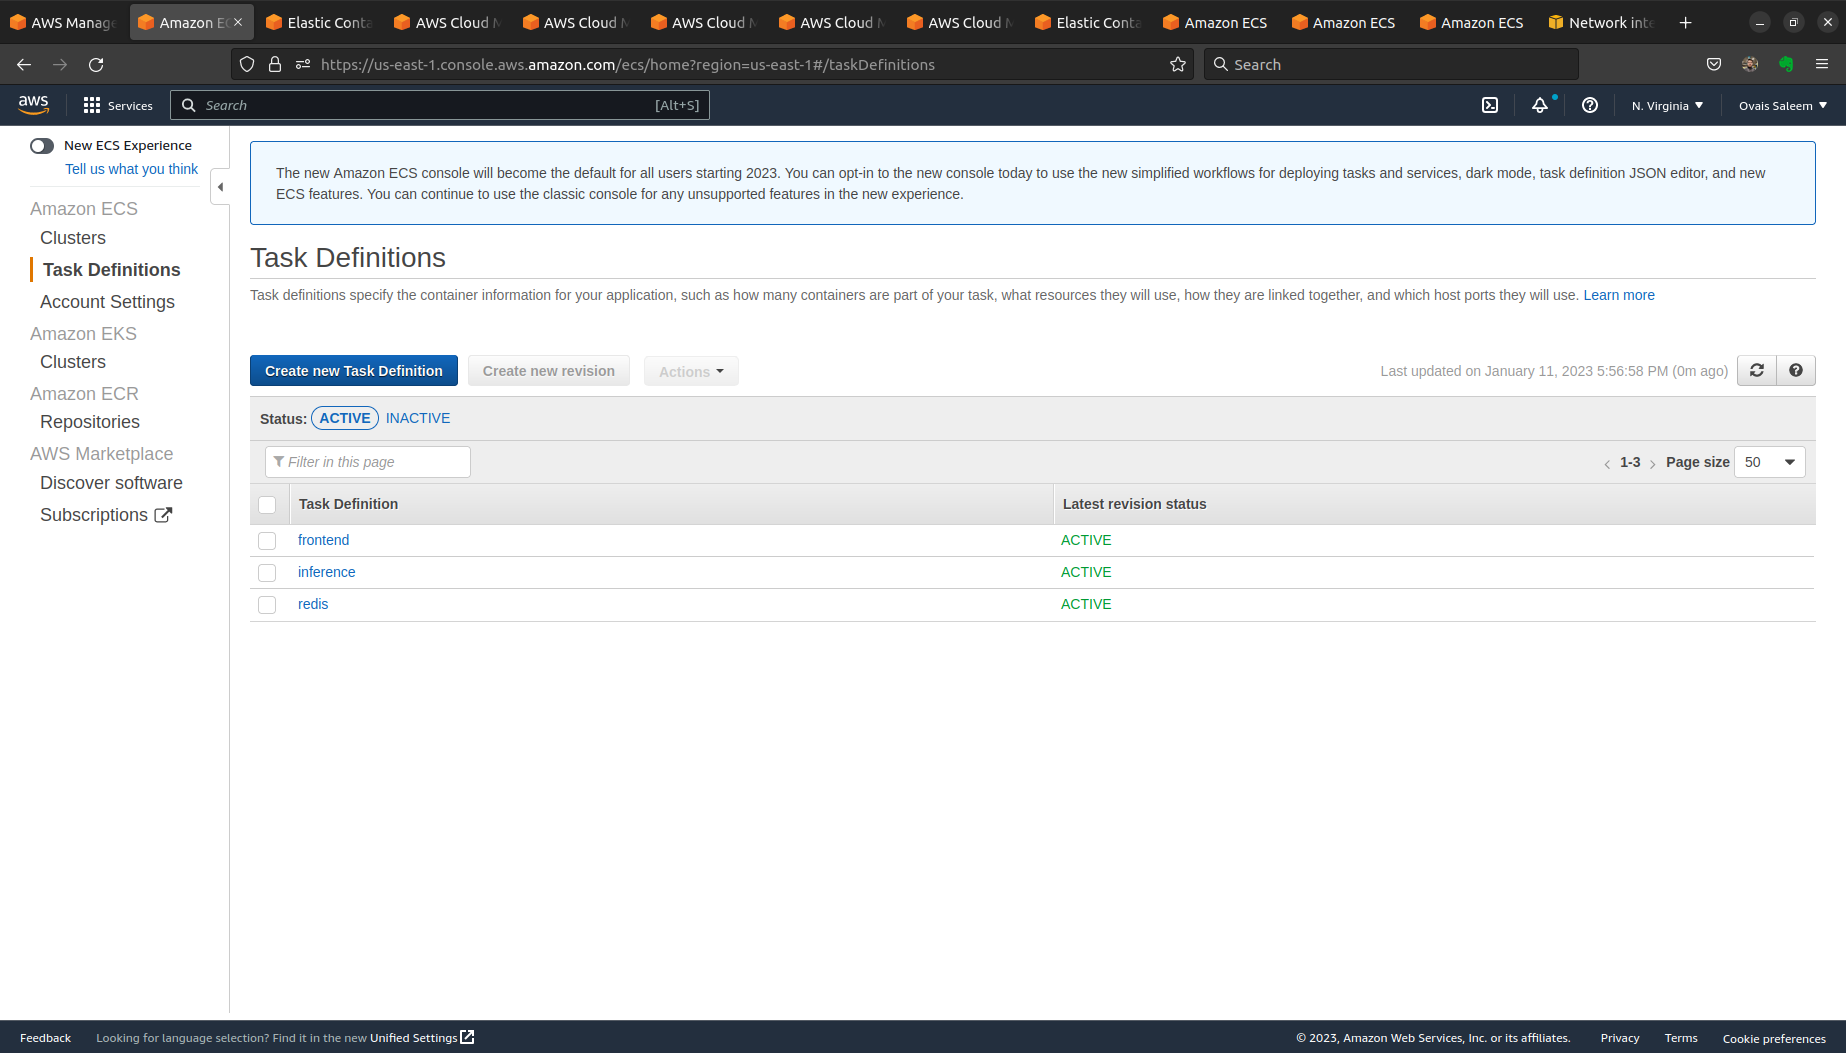 AWS Manage
Amazon EC
Elastic Conta
AWS Cloud M
AWS Cloud M
AWS Cloud M
AWS Cloud M
AWS Cloud M
Elastic Conta
Amazon ECS
Amazon ECS
Amazon ECS
Network inte
https://us-east-1.console.aws.amazon.com/ecs/home?region=us-east-1#/taskDefinitions
Search
aws
Services
Search
[Alt+S]
N. Virginia
Ovais Saleem
New ECS Experience
Tell us what you think
Amazon ECS
Clusters
Task Definitions
Account Settings
Amazon EKS
Clusters
Amazon ECR
Repositories
AWS Marketplace
Discover software
Subscriptions
The new Amazon ECS console will become the default for all users starting 2023. You can opt-in to the new console today to use the new simplified workflows for deploying tasks and services, dark mode, task definition JSON editor, and new
ECS features. You can continue to use the classic console for any unsupported features in the new experience.
Task Definitions
Task definitions specify the container information for your application, such as how many containers are part of your task, what resources they will use, how they are linked together, and which host ports they will use. Learn more
Create new Task Definition
Create new revision
Actions
Last updated on January 11, 2023 5:56:58 PM (0m ago)
Status: ACTIVE INACTIVE
Filter in this page
1-3
Page size 50
Task Definition
Latest revision status
frontend
ACTIVE
inference
ACTIVE
redis
ACTIVE
Feedback
Looking for language selection? Find it in the new Unified Settings
© 2023, Amazon Web Services, Inc. or its affiliates.
Privacy
Terms
Cookie preferences